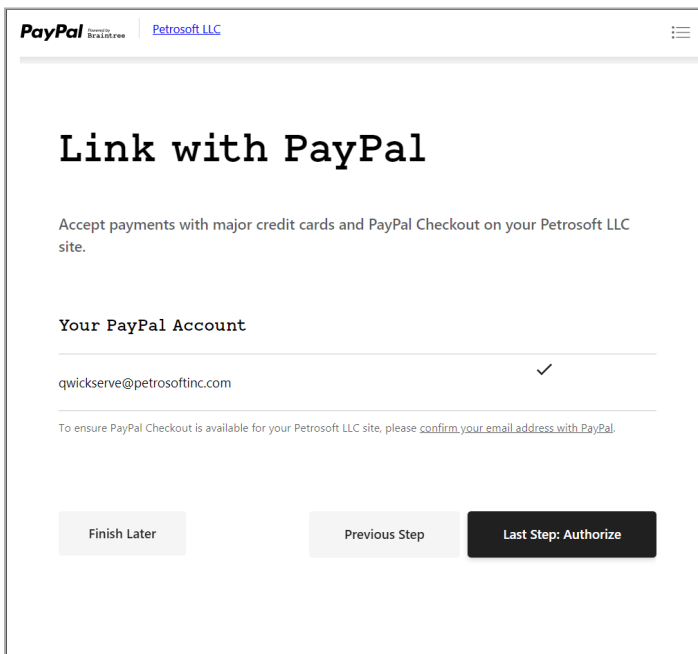 PayPal Powered by Braintree Petrosoft LLC
Link with PayPal
Accept payments with major credit cards and PayPal Checkout on your Petrosoft LLC
site.
Your PayPal Account
qwickserve@petrosoftinc.com
To ensure PayPal Checkout is available for your Petrosoft LLC site, please confirm your email address with PayPal.
Finish Later Previous Step Last Step: Authorize